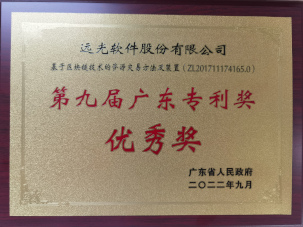 远光软件股份有限公司
基于区块链技术的资源交易方法及装置（ZL201711174165.0）
第九届广东专利奖
优秀奖
广东省人民政府
二〇二二年九月